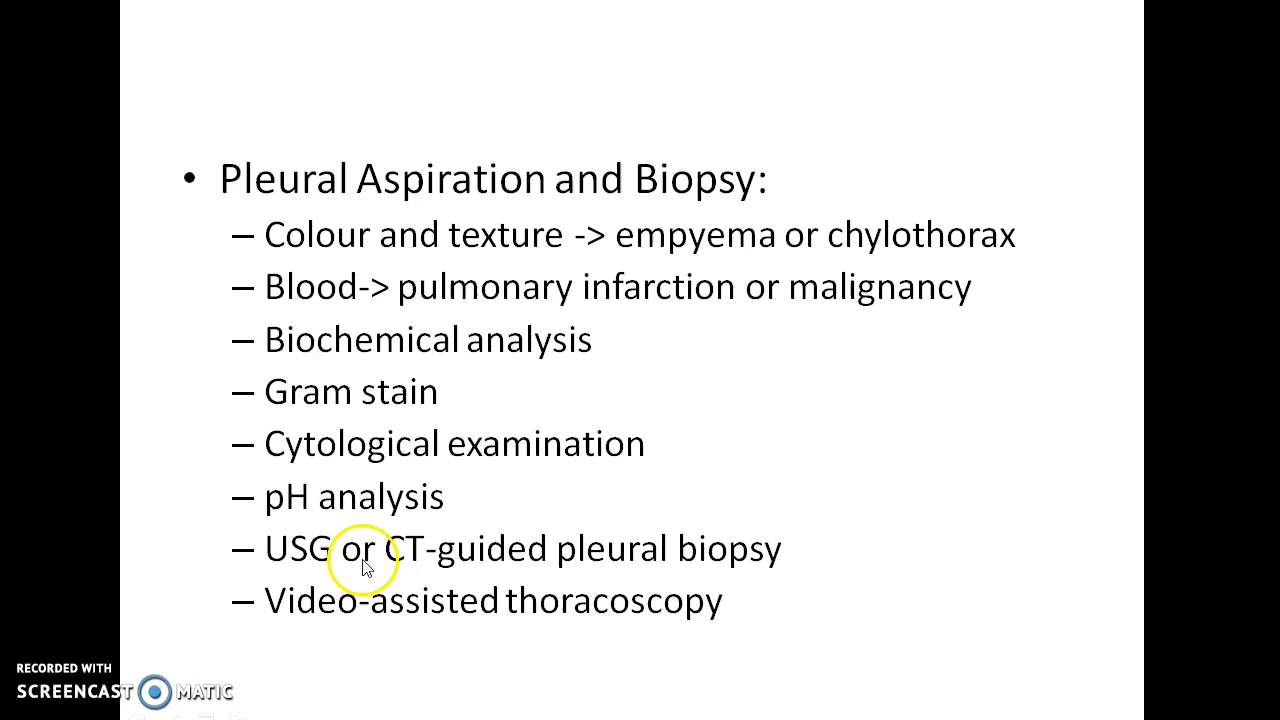 • Pleural Aspiration and Biopsy:
– Colour and texture -> empyema or chylothorax
– Blood-> pulmonary infarction or malignancy
– Biochemical analysis
– Gram stain
– Cytological examination
– pH analysis
– USG or CT-guided pleural biopsy
– Video-assisted thoracoscopy
RECORDED WITH
SCREENCAST MATIC